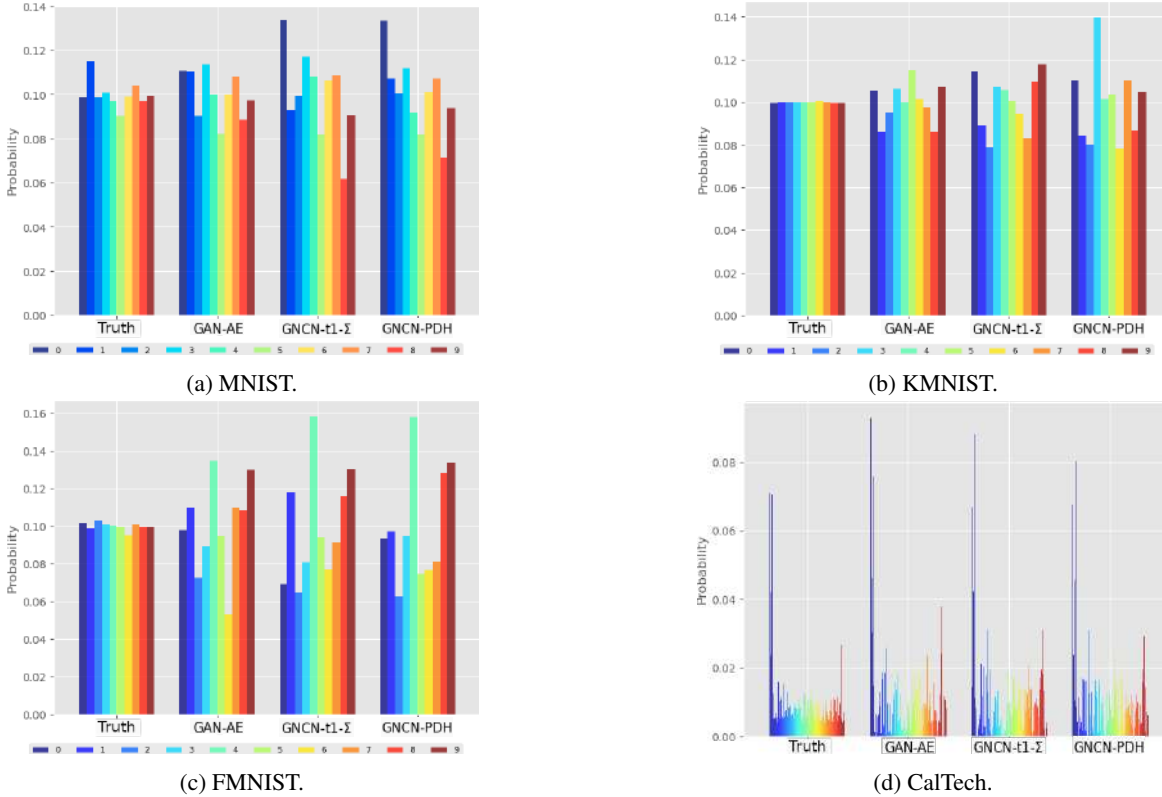 0.14
0.12
0.10
0.08
0.06
0.04
0.02
0.00
Probability
Truth GAN-AE GNCN-t1-Σ GNCN-PDH
0 1 2 3 4 5 6 7 8 9
(a) MNIST.
0.14
0.12
0.10
0.08
0.06
0.04
0.02
0.00
Probability
Truth GAN-AE GNCN-t1-Σ GNCN-PDH
0 1 2 3 4 5 6 7 8 9
(b) KMNIST.
0.16
0.14
0.12
0.10
0.08
0.06
0.04
0.02
0.00
Probability
Truth GAN-AE GNCN-t1-Σ GNCN-PDH
0 1 2 3 4 5 6 7 8 9
(c) FMNIST.
0.08
0.06
0.04
0.02
0.00
Probability
Truth GAN-AE GNCN-t1-Σ GNCN-PDH
(d) CalTech.